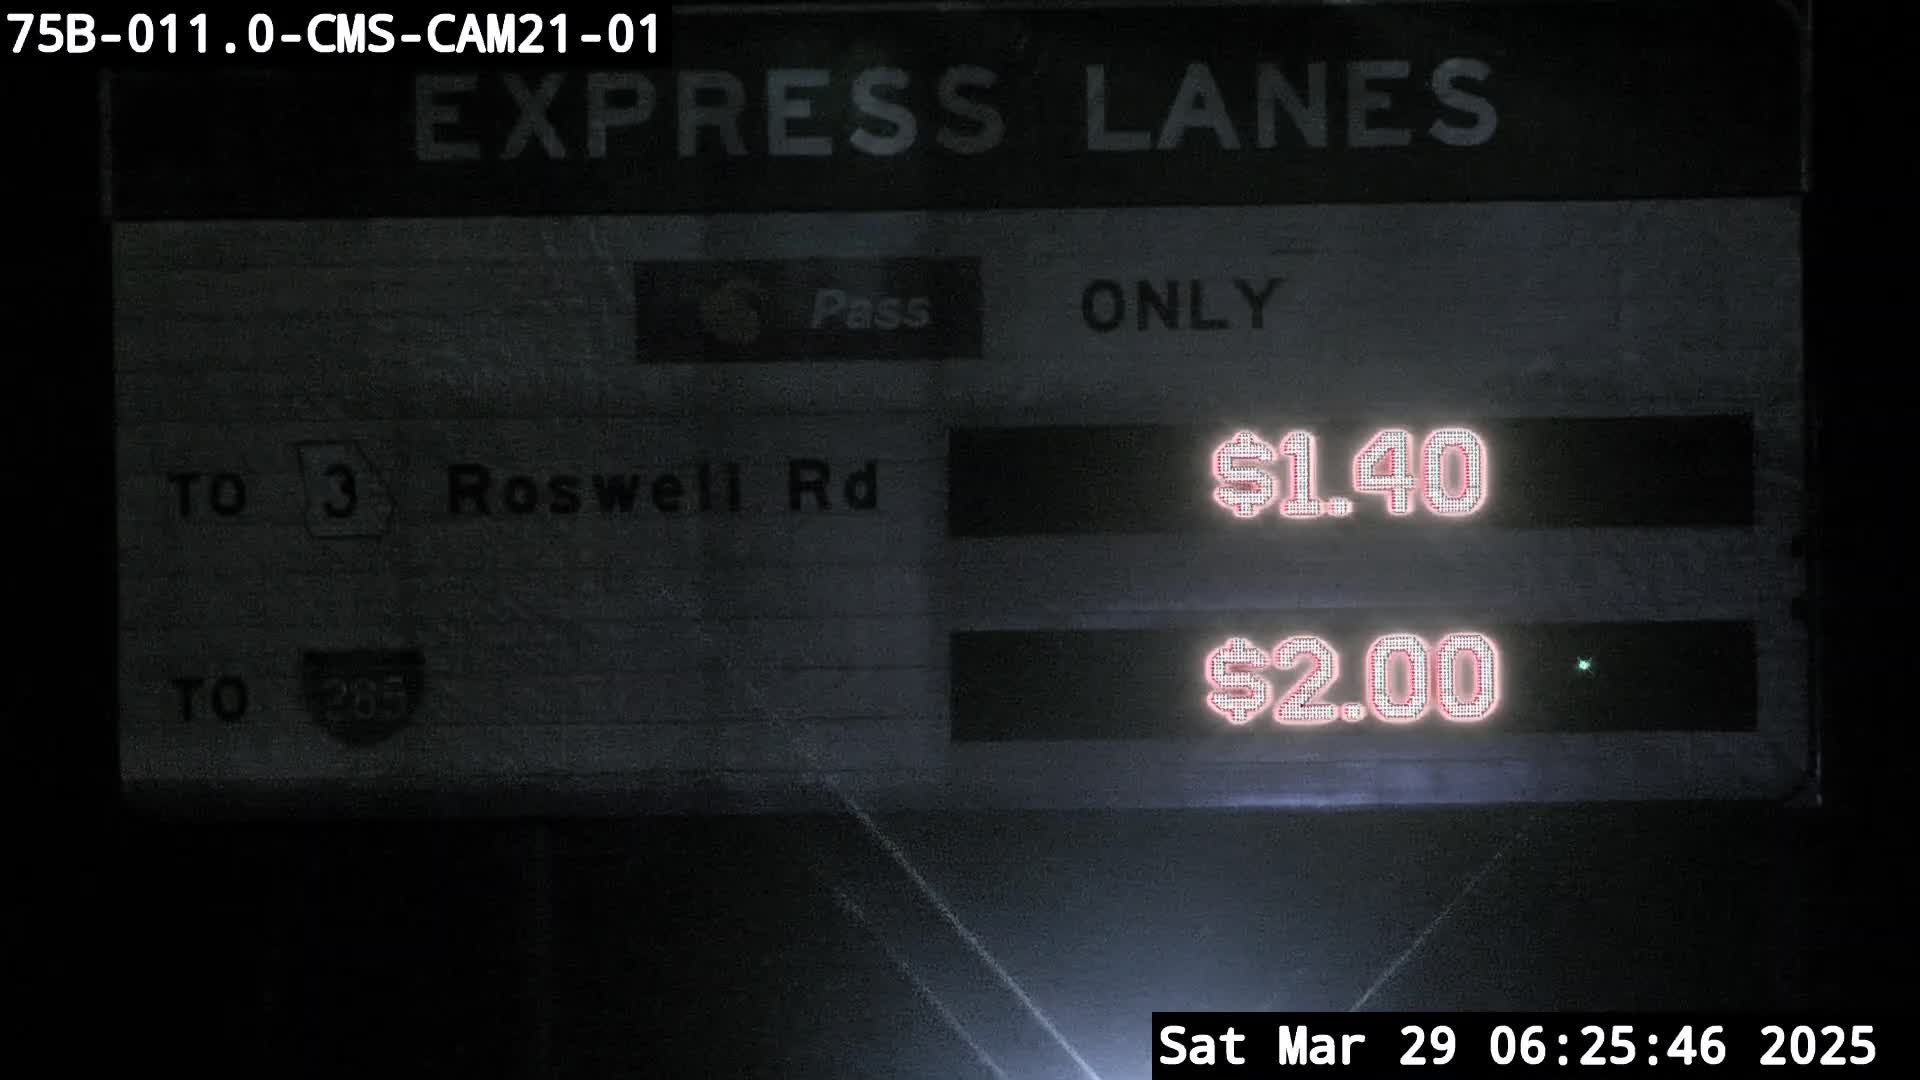 75B-011.0-CMS-CAM21-01
EXPRESS LANES
Pass ONLY
TO 3 Roswell Rd $1.40
TO 285 $2.00
Sat Mar 29 06:25:46 2025